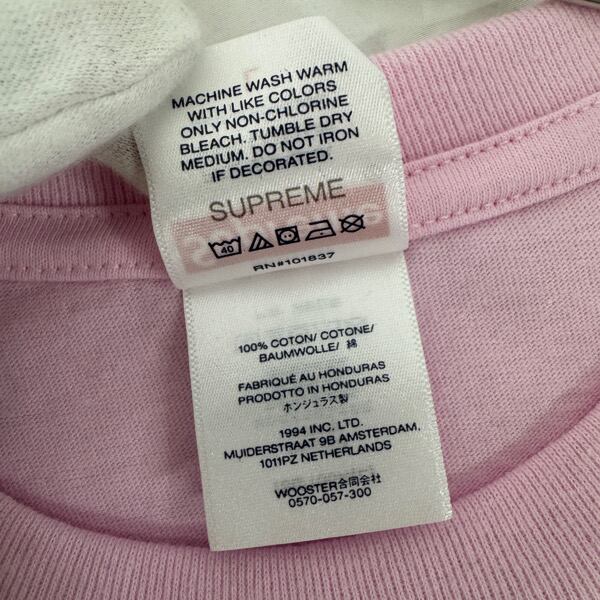 MACHINE WASH WARM
WITH LIKE COLORS
ONLY NON-CHLORINE
BLEACH. TUMBLE DRY
MEDIUM. DO NOT IRON
IF DECORATED.
SUPREME
40
RN#101837
100% COTON/ COTONE/
BAUMWOLLE/ 綿
FABRIQUÉ AU HONDURAS
PRODOTTO IN HONDURAS
ホンジュラス製
1994 INC. LTD.
MUIDERSTRAAT 9B AMSTERDAM,
1011PZ NETHERLANDS
WOOSTER合同会社
0570-057-300